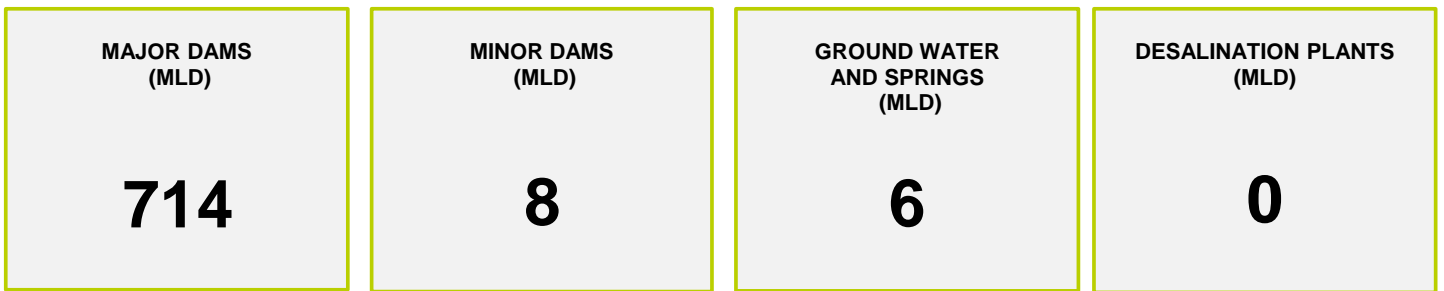 MAJOR DAMS
(MLD)
714
MINOR DAMS
(MLD)
8
GROUND WATER
AND SPRINGS
(MLD)
6
DESALINATION PLANTS
(MLD)
0